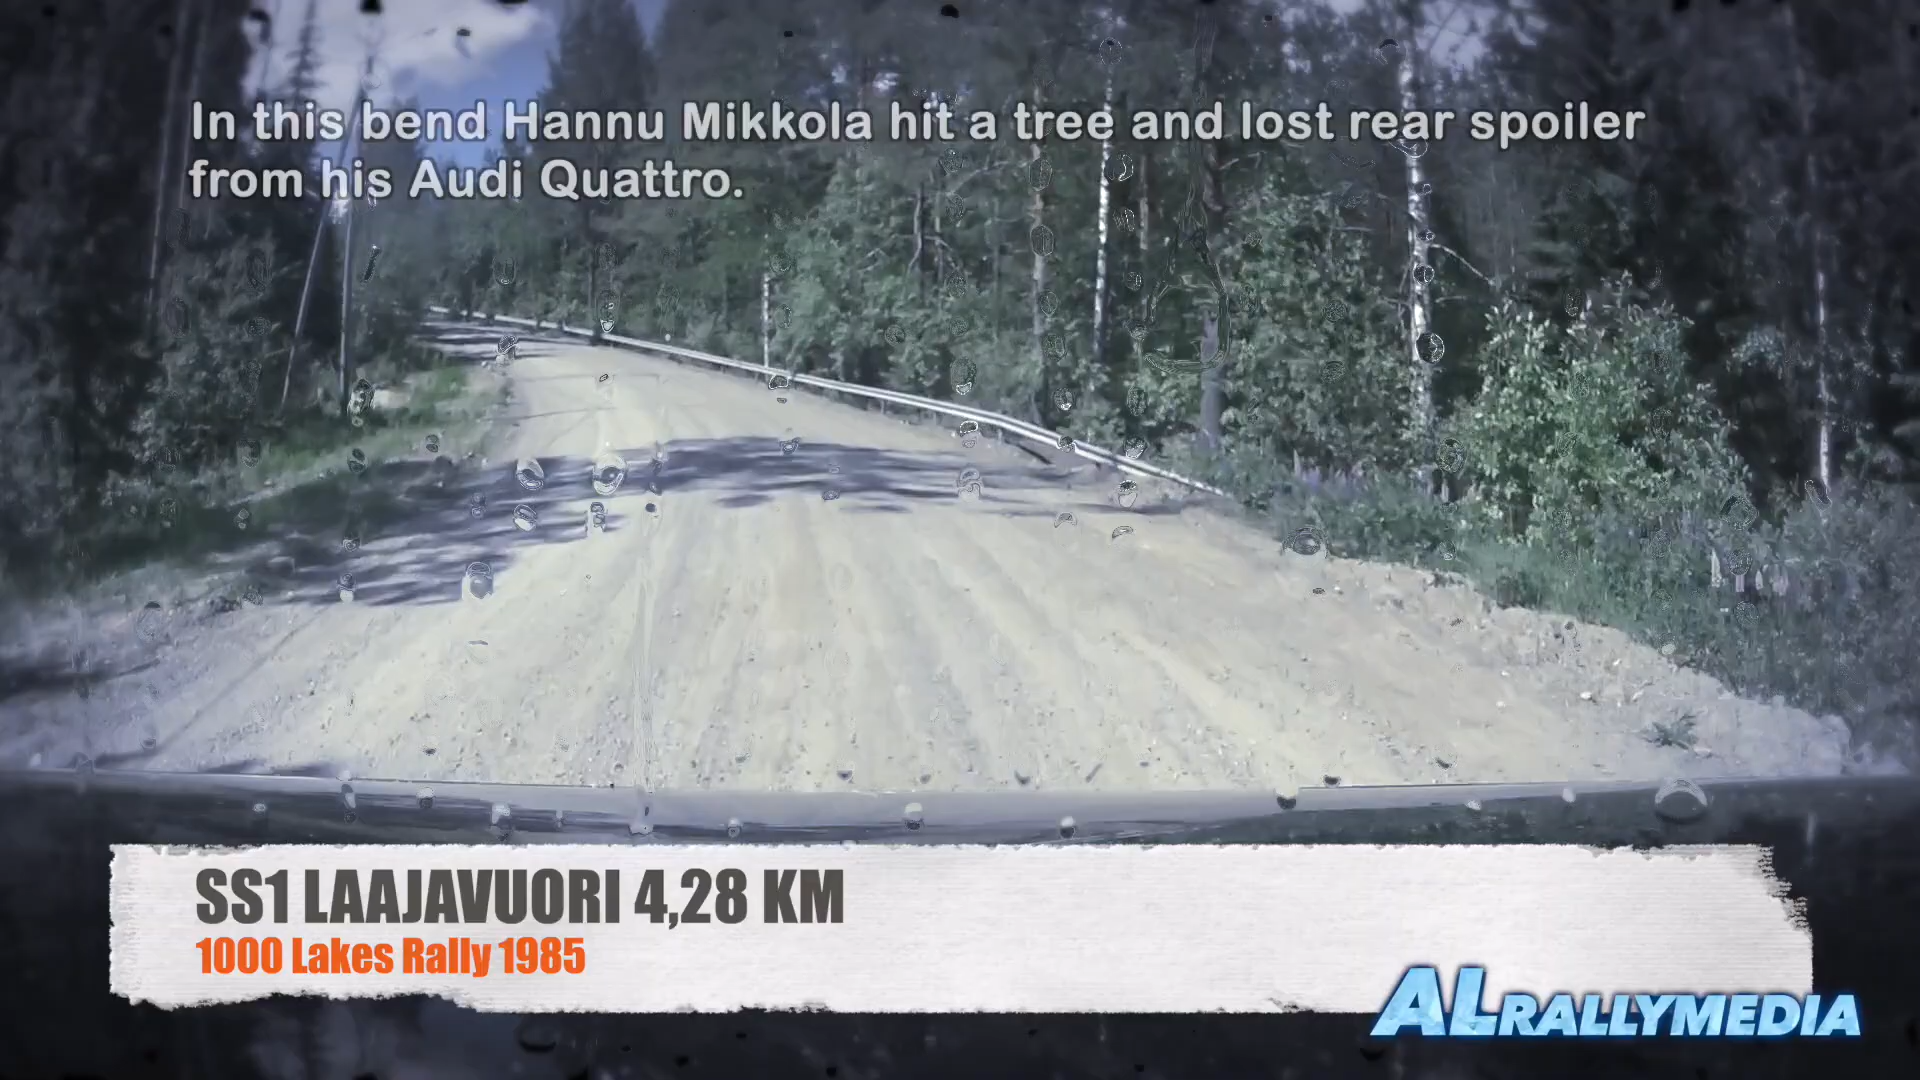 In this bend Hannu Mikkola hit a tree and lost rear spoiler
from his Audi Quattro.
SS1 LAAJAVUORI 4,28 KM
1000 Lakes Rally 1985
ALRALLYMEDIA